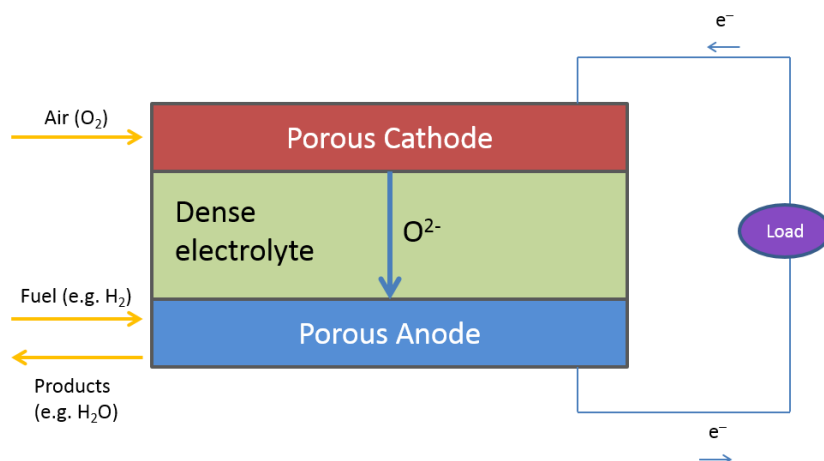 e⁻
Air (O₂)
Porous Cathode
Dense
electrolyte
O²⁻
Load
Fuel (e.g. H₂)
Porous Anode
Products
(e.g. H₂O)
e⁻